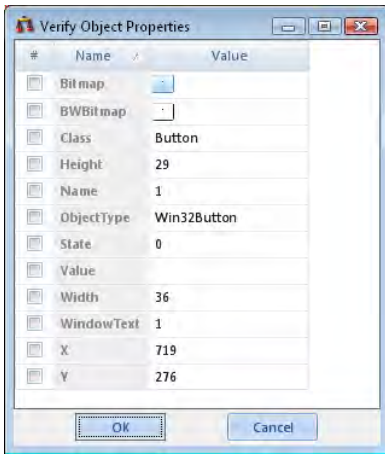 Verify Object Properties
# Name Value
Bitmap
BWBitmap
Class Button
Height 29
Name 1
ObjectType Win32Button
State 0
Value
Width 36
WindowText 1
X 719
Y 276
OK Cancel